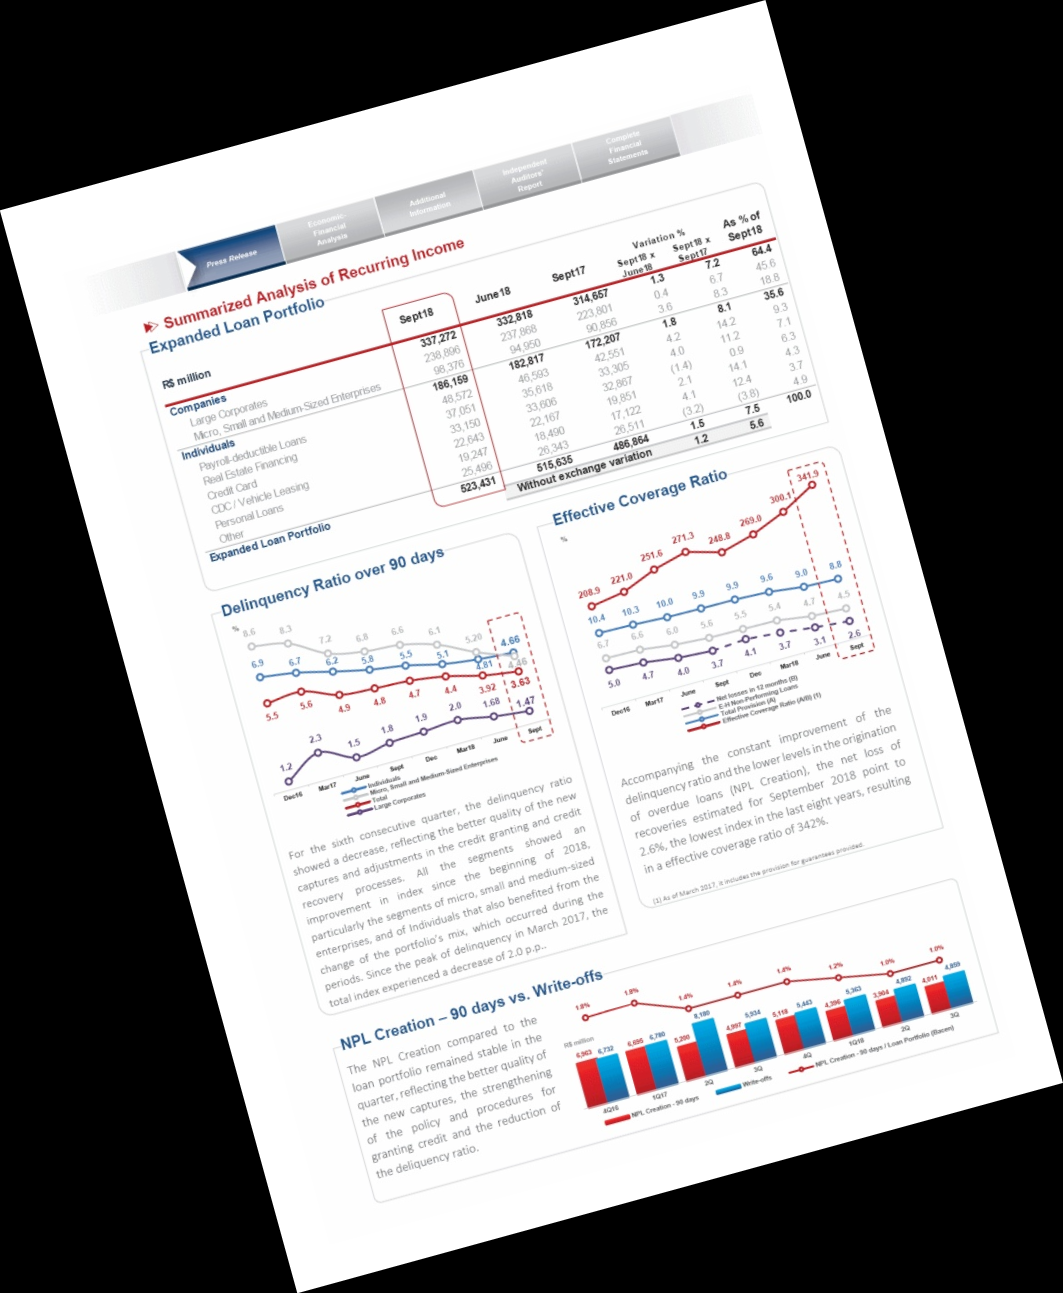 Press Release
Economic-
Financial
Analysis
Additional
Information
Independent
Auditors'
Report
Complete
Financial
Statements
Summarized Analysis of Recurring Income
Expanded Loan Portfolio
R$ million Sept18 June18 Sept17 Variation % Sept18 x June18 Sept18 x Sept17 As % of Sept18
Companies 337,272 332,818 314,657 1.3 7.2 64.4
Large Corporates 238,896 237,868 223,801 0.4 6.7 45.6
Micro, Small and Medium-Sized Enterprises 98,376 94,950 90,856 3.6 8.3 18.8
Individuals 186,159 182,817 172,207 1.8 8.1 35.6
Payroll-deductible Loans 48,572 46,593 42,551 4.2 14.2 9.3
Real Estate Financing 37,051 35,618 33,305 4.0 11.2 7.1
Credit Card 33,150 33,606 32,867 (1.4) 0.9 6.3
CDC / Vehicle Leasing 22,643 22,167 19,851 2.1 14.1 4.3
Personal Loans 19,247 18,490 17,122 4.1 12.4 3.7
Other 25,496 26,343 26,511 (3.2) (3.8) 4.9
Expanded Loan Portfolio 523,431 515,635 486,864 1.5 7.5 100.0
Without exchange variation 1.2 5.6
Delinquency Ratio over 90 days
%
8.6 8.3 7.2 6.8 6.6 6.1 5.20 4.46
6.9 6.7 6.2 5.8 5.5 5.1 4.81 4.66
5.5 5.6 4.9 4.8 4.7 4.4 3.92 3.63
1.2 2.3 1.5 1.8 1.9 2.0 1.68 1.47
Dec16 Mar17 June Sept Dec Mar18 June Sept
Individuals
Micro, Small and Medium-Sized Enterprises
Total
Large Corporates
For the sixth consecutive quarter, the delinquency ratio
showed a decrease, reflecting the better quality of the new
captures and adjustments in the credit granting and credit
recovery processes. All the segments showed an
improvement in index since the beginning of 2018,
particularly the segments of micro, small and medium-sized
enterprises, and of Individuals that also benefited from the
change of the portfolio's mix, which occurred during the
periods. Since the peak of delinquency in March 2017, the
total index experienced a decrease of 2.0 p.p..
Effective Coverage Ratio
%
208.9 221.0 251.6 271.3 248.8 269.0 300.1 341.9
10.4 10.3 10.0 9.9 9.9 9.6 9.0 8.8
6.7 6.6 6.0 5.6 5.5 5.4 4.7 4.5
5.0 4.7 4.0 3.7 4.1 3.7 3.1 2.6
Dec16 Mar17 June Sept Dec Mar18 June Sept
Net losses in 12 months (B)
E-H Non-Performing Loans
Total Provision (A)
Effective Coverage Ratio (A/B) (1)
Accompanying the constant improvement of the
delinquency ratio and the lower levels in the origination
of overdue loans (NPL Creation), the net loss of
recoveries estimated for September 2018 point to
2.6%, the lowest index in the last eight years, resulting
in a effective coverage ratio of 342%.
(1) As of March 2017, it includes the provision for guarantees provided.
NPL Creation – 90 days vs. Write-offs
The NPL Creation compared to the
loan portfolio remained stable in the
quarter, reflecting the better quality of
the new captures, the strengthening
of the policy and procedures for
granting credit and the reduction of
the deliquency ratio.
1.8% 1.8% 1.4% 1.4% 1.4% 1.2% 1.0% 1.0%
R$ million
6,963 6,732 6,695 6,780 5,200 8,180 4,997 5,934 5,118 5,443 4,396 5,363 3,904 4,892 4,011 4,855
4Q16 1Q17 2Q 3Q 4Q 1Q18 2Q 3Q
NPL Creation - 90 days
Write-offs
NPL Creation - 90 days / Loan Portfolio (Bacen)